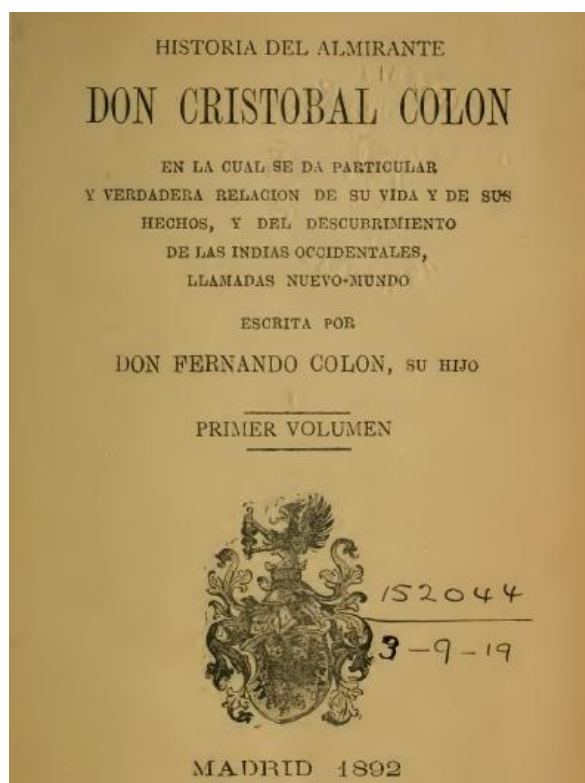 HISTORIA DEL ALMIRANTE
DON CRISTOBAL COLON
EN LA CUAL SE DA PARTICULAR
Y VERDADERA RELACION DE SU VIDA Y DE SUS
HECHOS, Y DEL DESCUBRIMIENTO
DE LAS INDIAS OCCIDENTALES,
LLAMADAS NUEVO-MUNDO
ESCRITA POR
DON FERNANDO COLON, SU HIJO
PRIMER VOLUMEN
152044
3-9-19
MADRID 1892